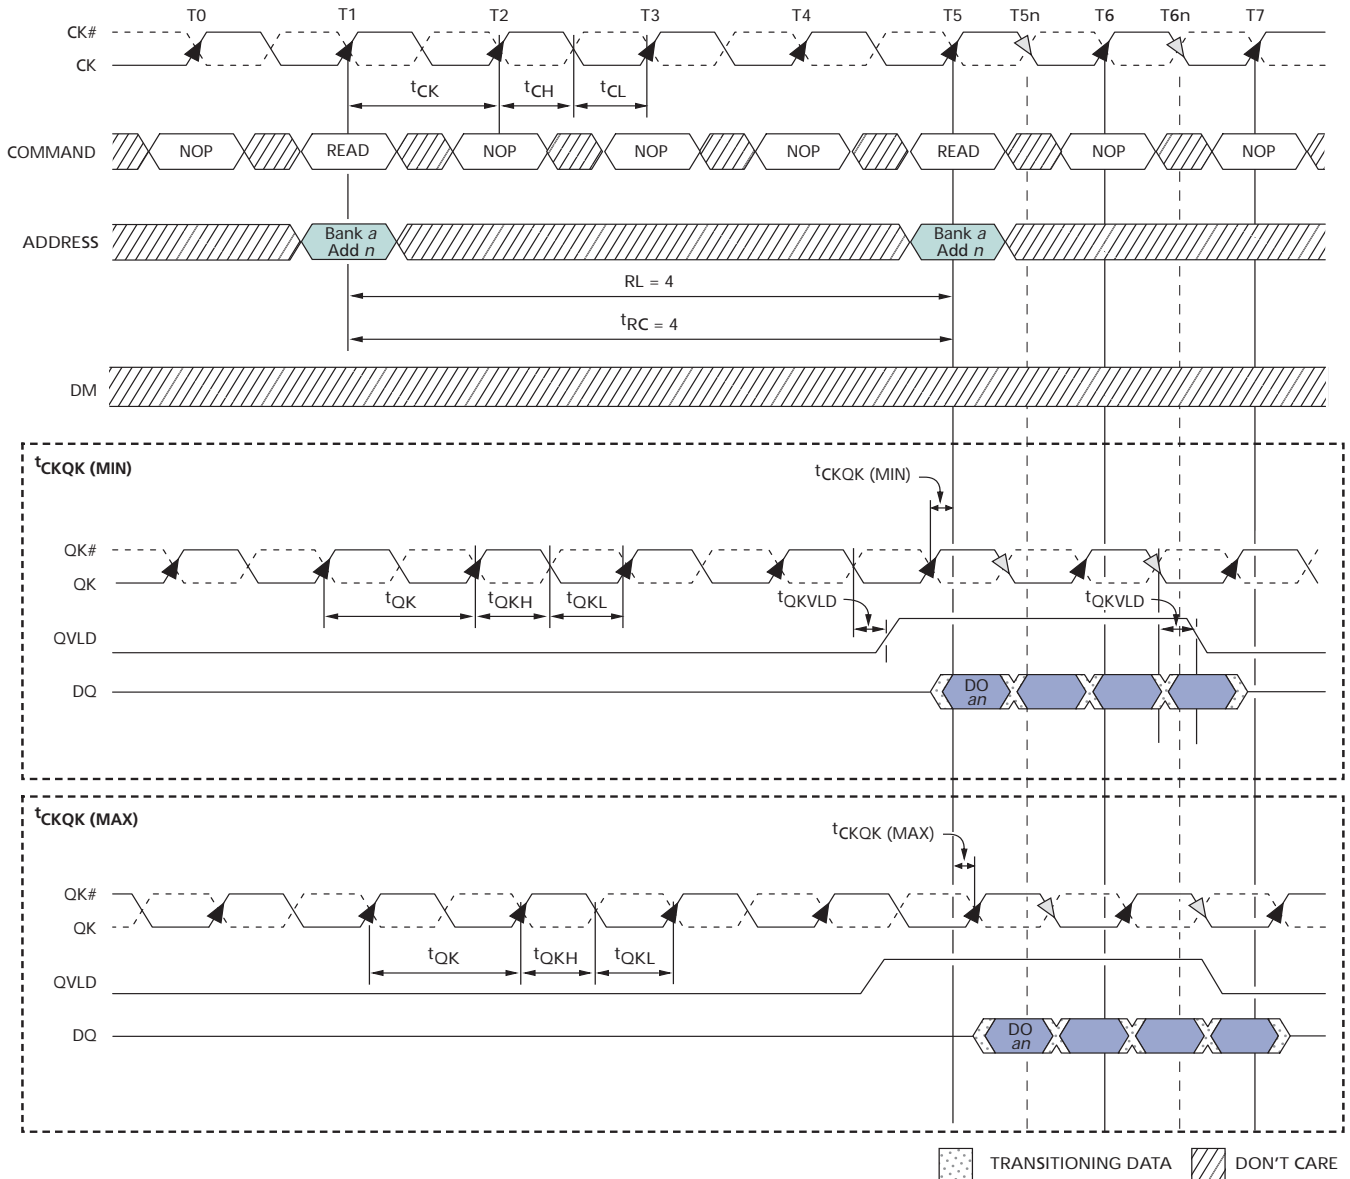 T0 T1 T2 T3 T4 T5 T5n T6 T6n T7
CK#
CK
tCK tCH tCL
COMMAND NOP READ NOP NOP NOP READ NOP NOP
ADDRESS Bank a Add n Bank a Add n
RL = 4
tRC = 4
DM
tCKQK (MIN)
tCKQK (MIN)
QK#
QK
tQK tQKH tQKL tQKVLD tQKVLD
QVLD
DQ DO an
tCKQK (MAX)
tCKQK (MAX)
QK#
QK
tQK tQKH tQKL
QVLD
DQ DO an
TRANSITIONING DATA DON'T CARE